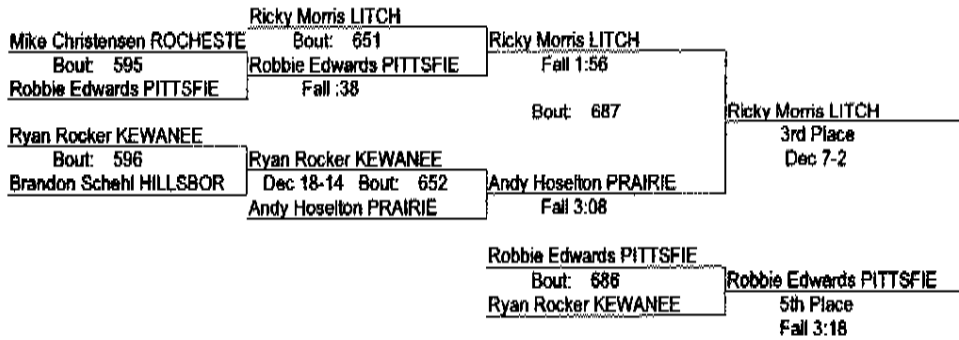 Ricky Morris LITCH
Mike Christensen ROCHESTE
Bout: 651
Ricky Morris LITCH
Bout: 595
Robbie Edwards PITTSFIE
Fall 1:56
Robbie Edwards PITTSFIE
Fall :38
Bout: 687
Ricky Morris LITCH
Ryan Rocker KEWANEE
3rd Place
Bout: 596
Ryan Rocker KEWANEE
Dec 7-2
Brandon Schehl HILLSBOR
Dec 18-14 Bout: 652
Andy Hoselton PRAIRIE
Andy Hoselton PRAIRIE
Fall 3:08
Robbie Edwards PITTSFIE
Bout: 686
Robbie Edwards PITTSFIE
Ryan Rocker KEWANEE
5th Place
Fall 3:18